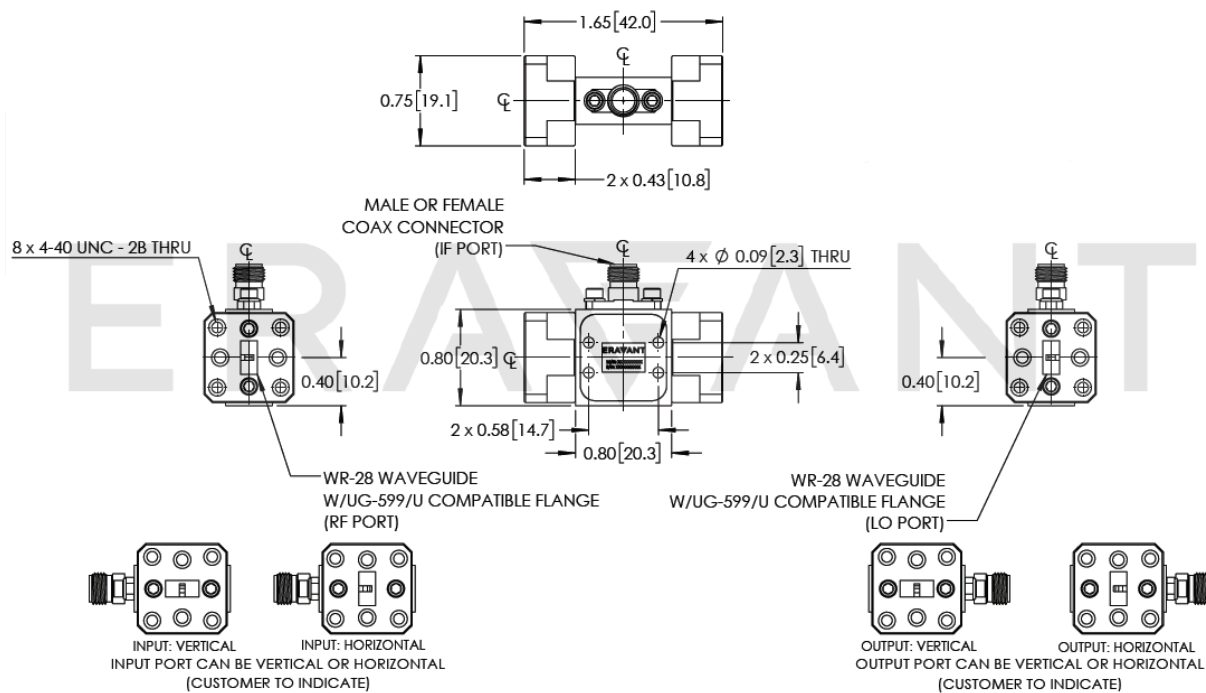 1.65[42.0]
℄
0.75[19.1]
℄
2 x 0.43[10.8]
MALE OR FEMALE
COAX CONNECTOR
(IF PORT)
℄
8 x 4-40 UNC - 2B THRU
℄
4 x Ø 0.09[2.3] THRU
℄
ERAVANT
ERAVANT
0.80[20.3]
℄
2 x 0.25[6.4]
0.40[10.2]
0.40[10.2]
2 x 0.58[14.7]
0.80[20.3]
WR-28 WAVEGUIDE
W/UG-599/U COMPATIBLE FLANGE
(RF PORT)
WR-28 WAVEGUIDE
W/UG-599/U COMPATIBLE FLANGE
(LO PORT)
INPUT: VERTICAL
INPUT: HORIZONTAL
INPUT PORT CAN BE VERTICAL OR HORIZONTAL
(CUSTOMER TO INDICATE)
OUTPUT: VERTICAL
OUTPUT: HORIZONTAL
OUTPUT PORT CAN BE VERTICAL OR HORIZONTAL
(CUSTOMER TO INDICATE)